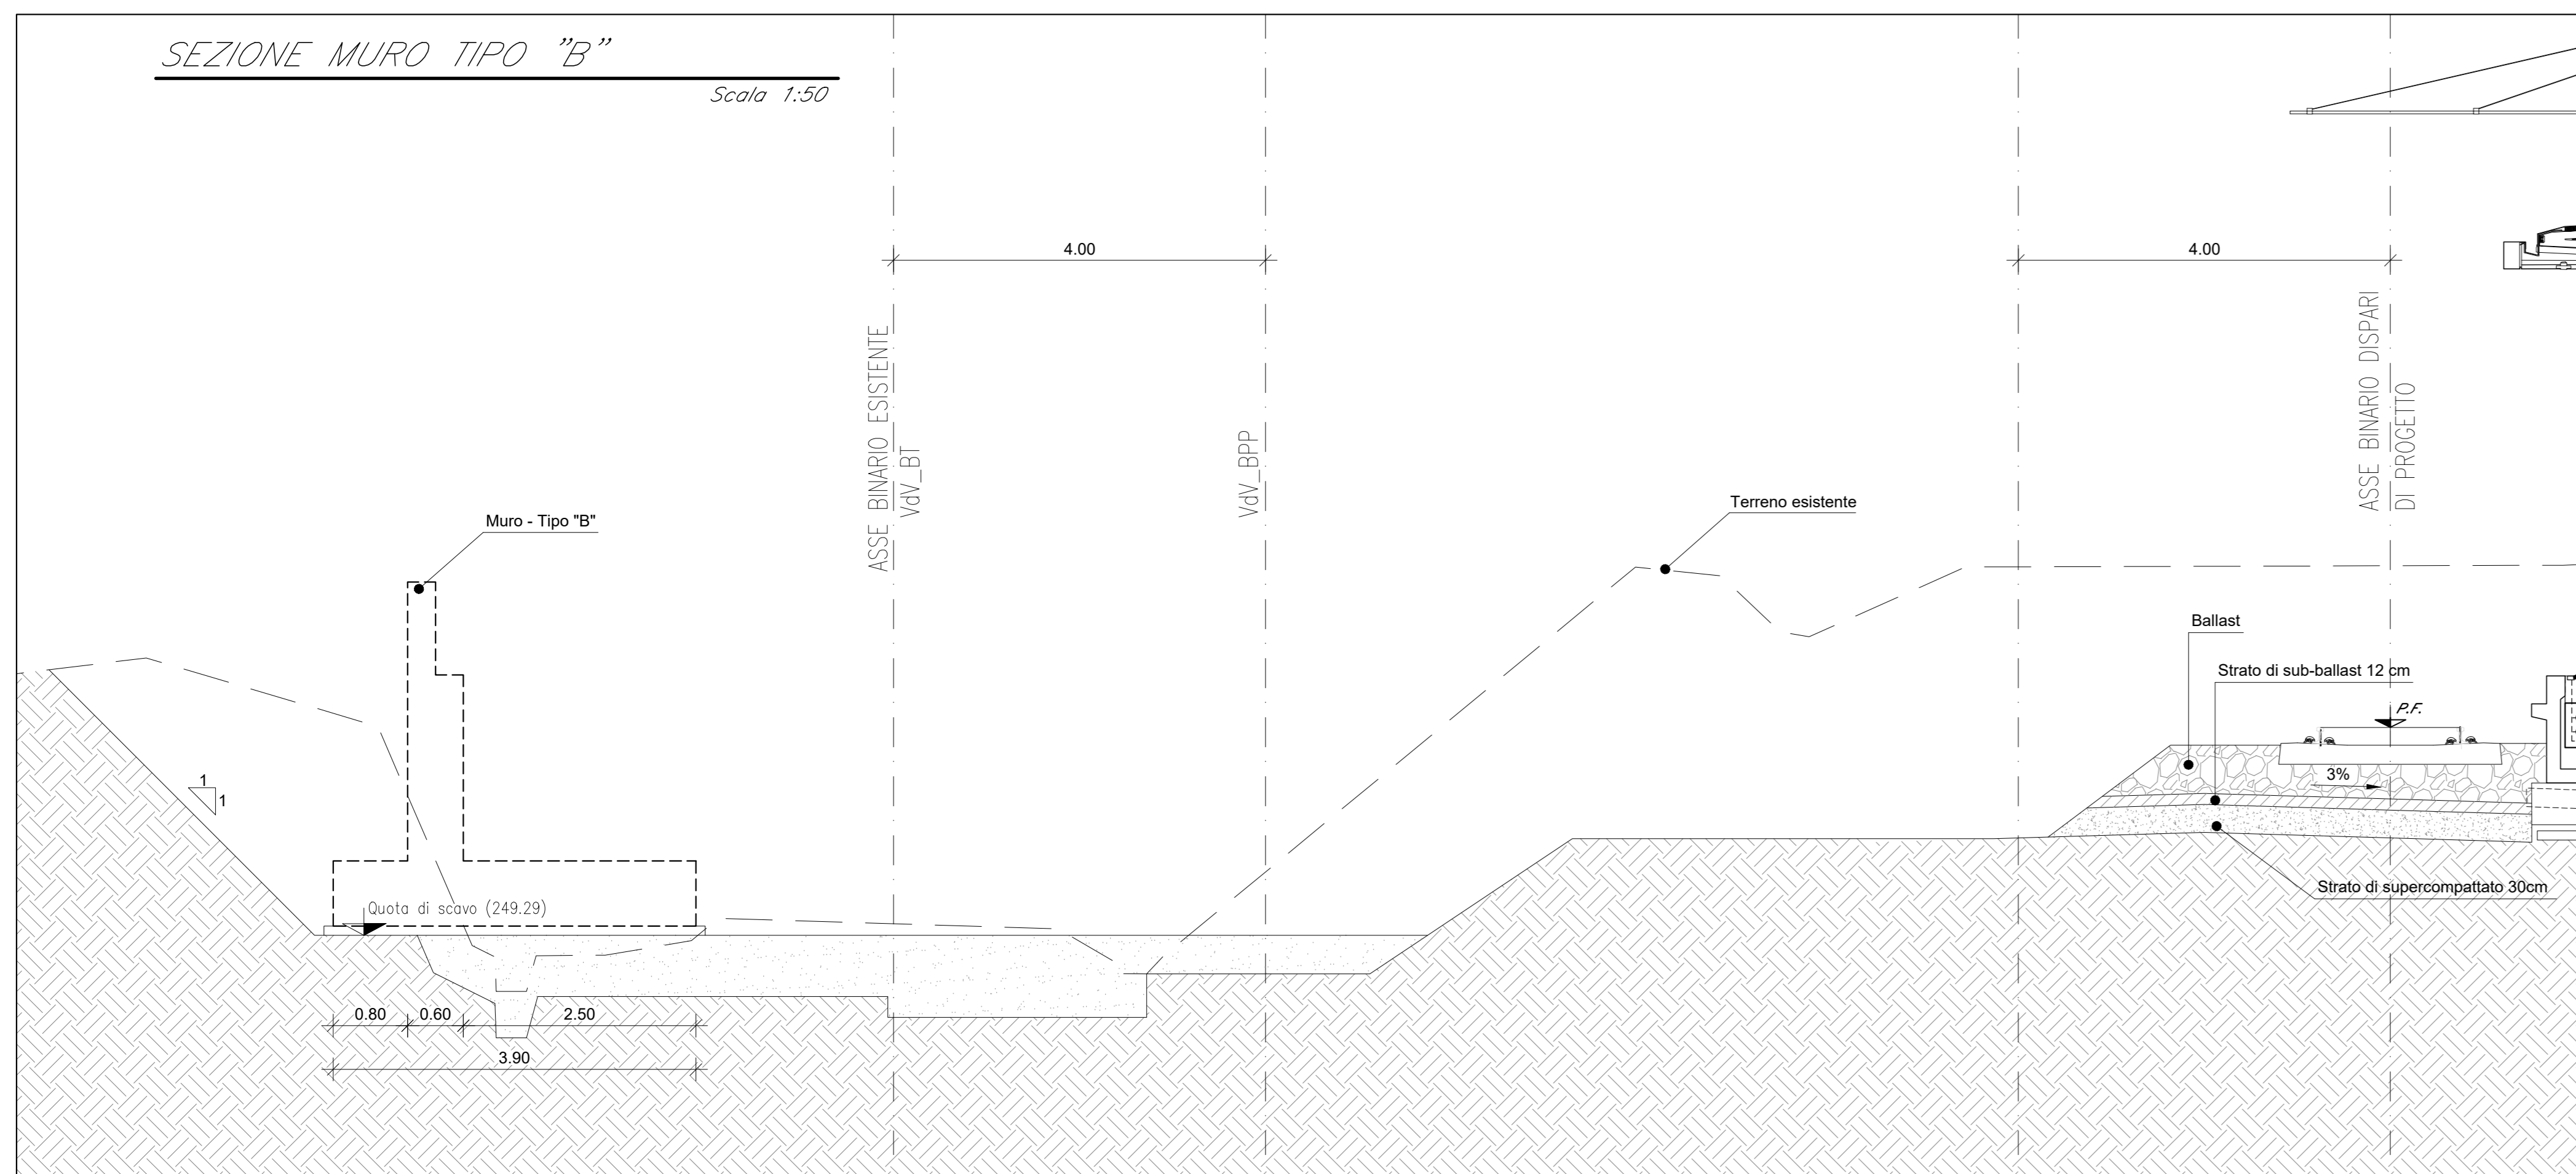 SEZIONE MURO TIPO "B"
Scala 1:50
4.00
4.00
ASSE BINARIO ESISTENTE
VdV_BT
VdV_BPP
ASSE BINARIO DISPARI
DI PROGETTO
Muro - Tipo "B"
Terreno esistente
Ballast
Strato di sub-ballast 12 cm
P.F.
3%
1
1
Strato di supercompattato 30cm
Quota di scavo (249.29)
0.80
0.60
2.50
3.90